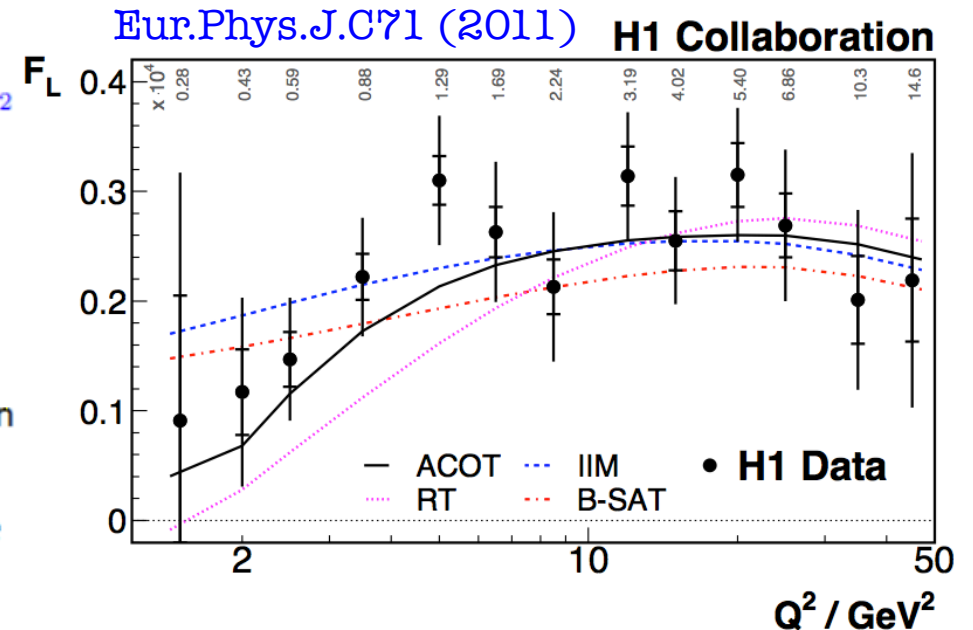 Eur.Phys.J.C71 (2011) H1 Collaboration
F_L
x 10^4 0.28 0.43 0.59 0.88 1.29 1.69 2.24 3.19 4.02 5.40 6.86 10.3 14.6
0.4
2
0.3
0.2
0.1
n
0
ACOT IIM H1 Data
RT B-SAT
2 10 50
Q² / GeV²